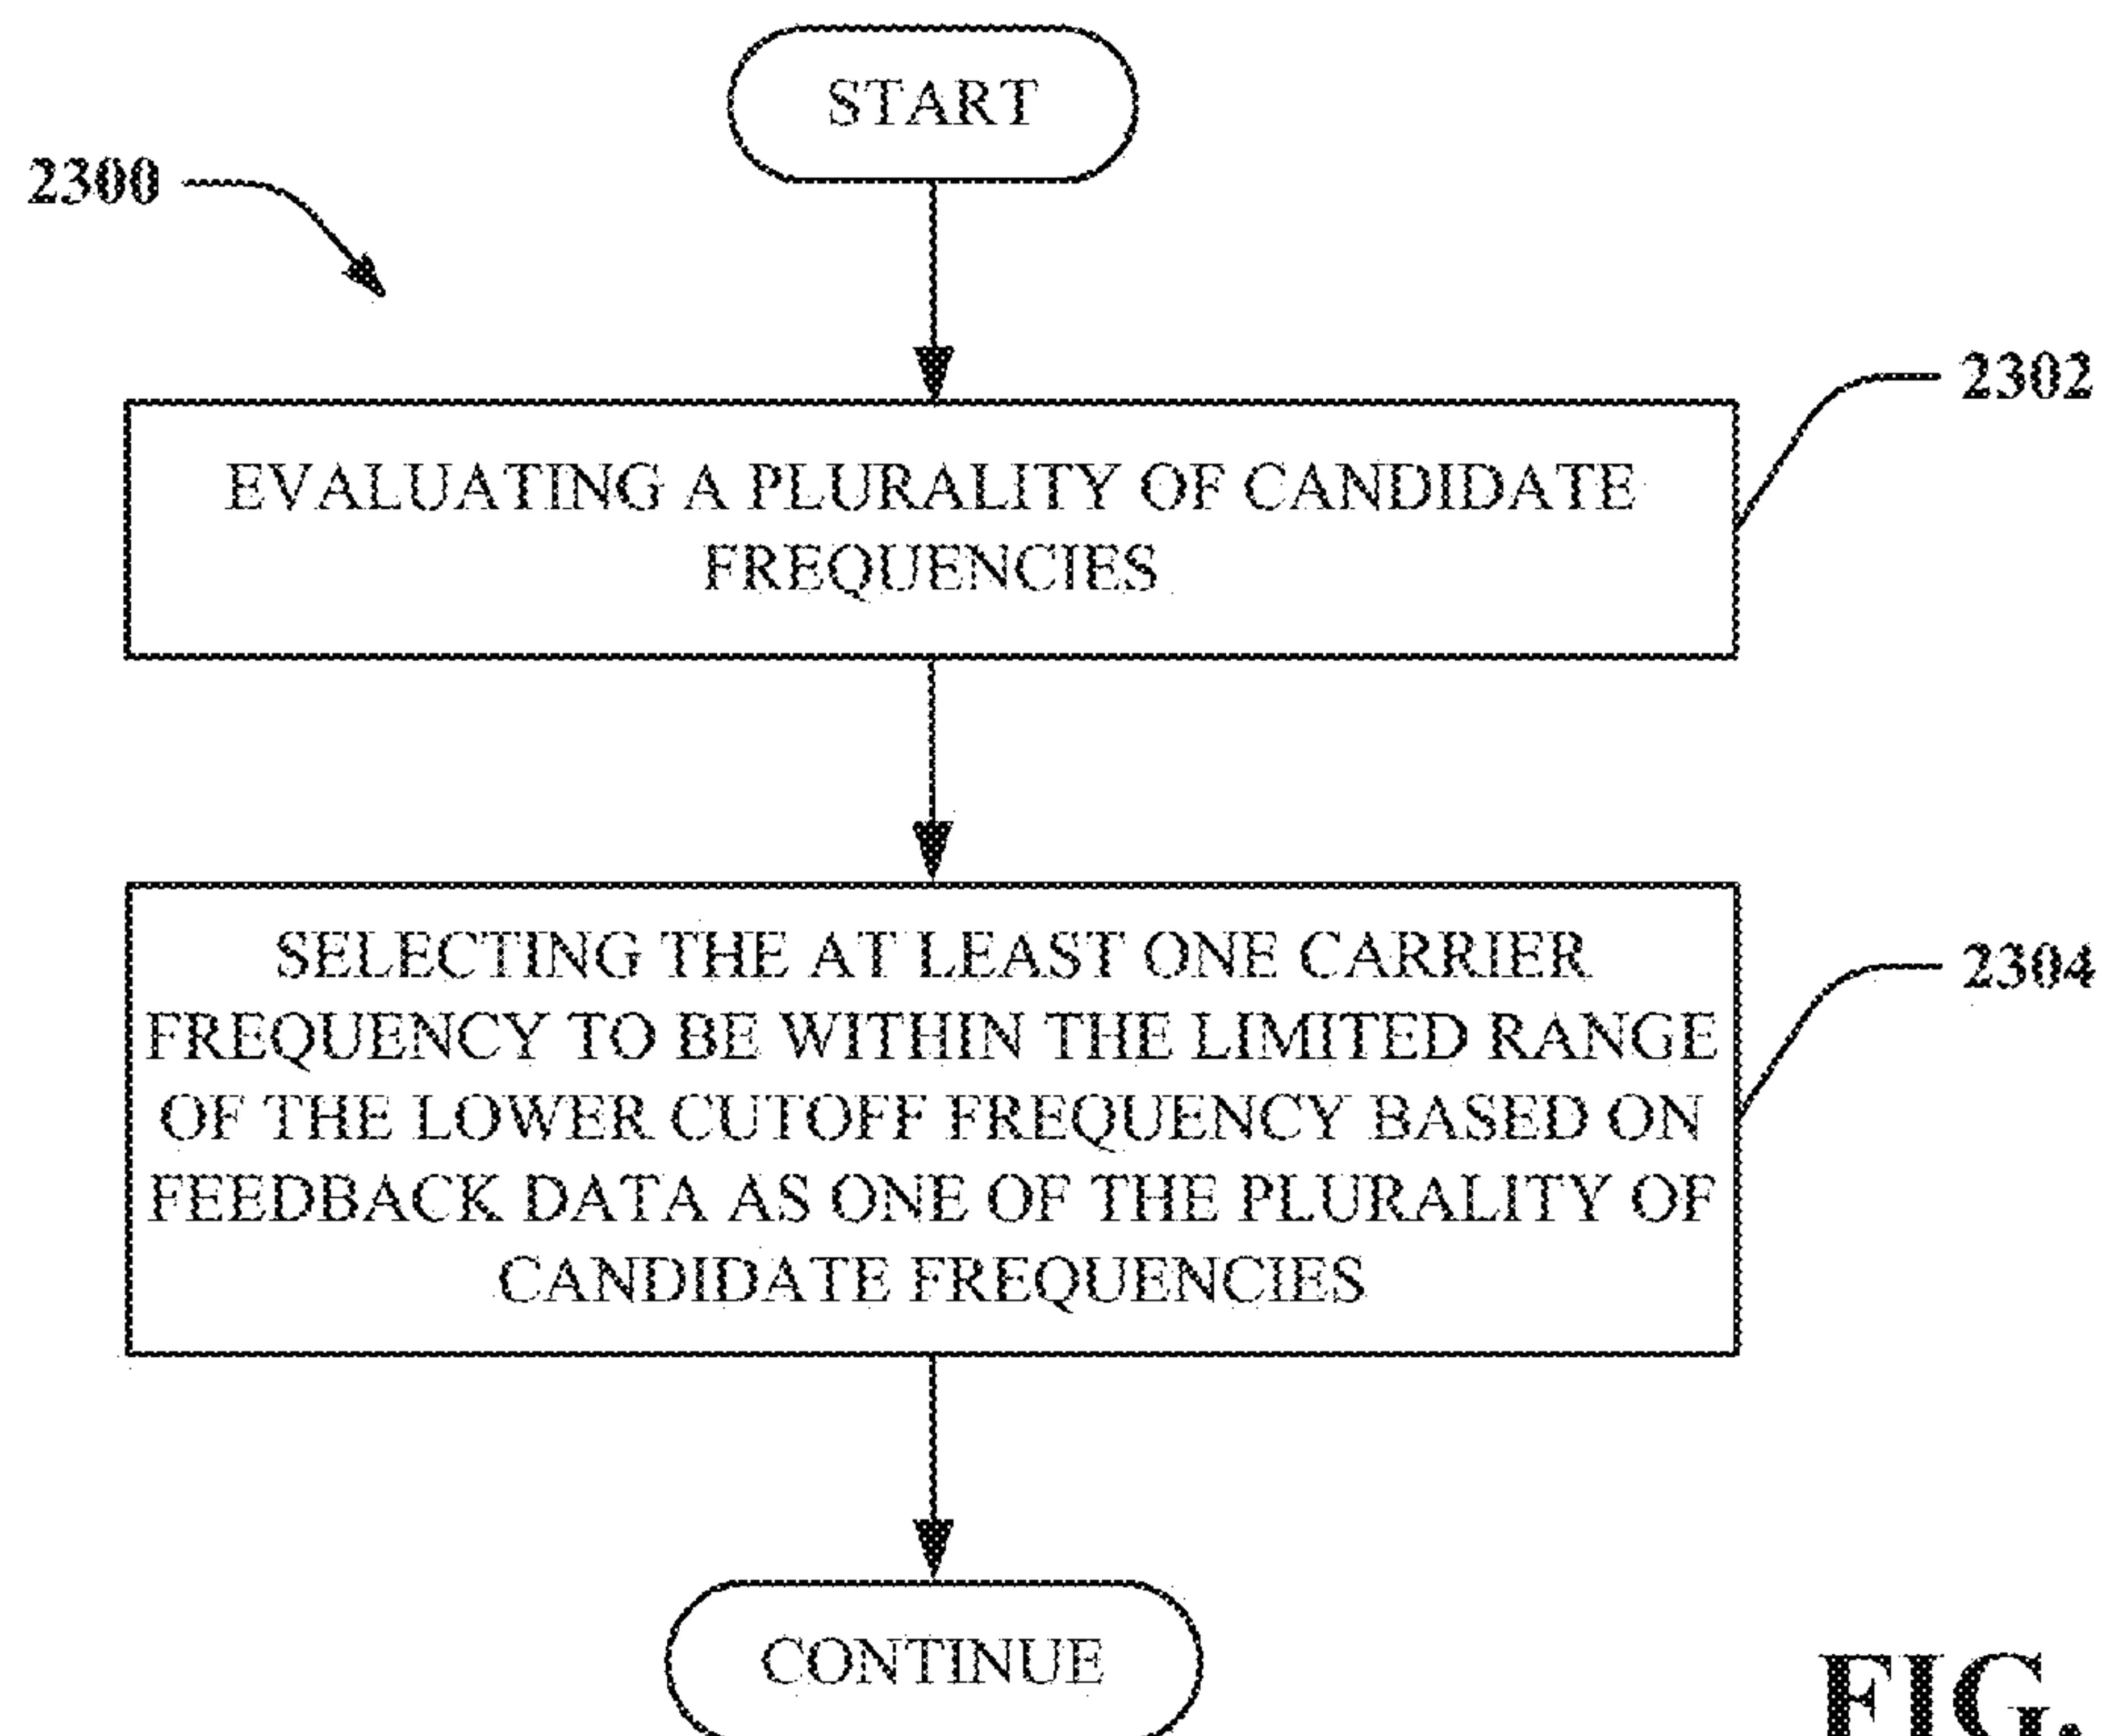 START
2300
2302
EVALUATING A PLURALITY OF CANDIDATE
FREQUENCIES
SELECTING THE AT LEAST ONE CARRIER
FREQUENCY TO BE WITHIN THE LIMITED RANGE
OF THE LOWER CUTOFF FREQUENCY BASED ON
FEEDBACK DATA AS ONE OF THE PLURALITY OF
CANDIDATE FREQUENCIES
2304
CONTINUE
FIG.